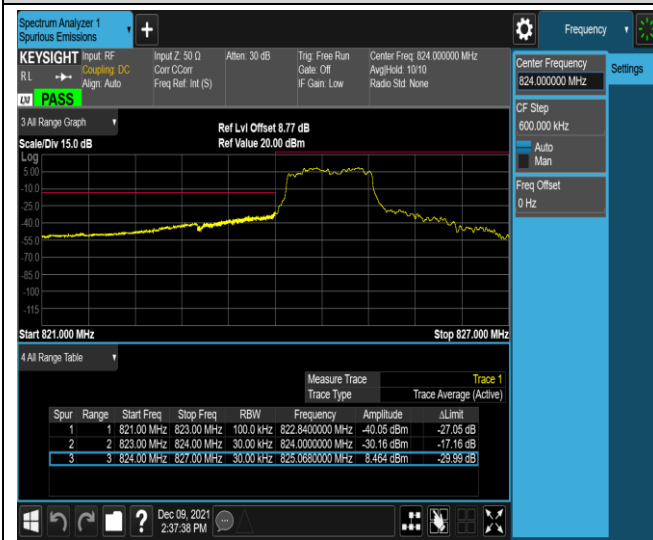 Spectrum Analyzer 1
Spurious Emissions
+
Frequency
KEYSIGHT
RL
LXI
PASS
Input: RF
Coupling: DC
Align: Auto
Input Z: 50 Ω
Corr CCorr
Freq Ref: Int (S)
Atten: 30 dB
Trig: Free Run
Gate: Off
IF Gain: Low
Center Freq: 824.000000 MHz
Avg|Hold: 10/10
Radio Std: None
Center Frequency
824.000000 MHz
Settings
CF Step
600.000 kHz
Auto
Man
Freq Offset
0 Hz
3 All Range Graph
Scale/Div 15.0 dB
Ref Lvl Offset 8.77 dB
Ref Value 20.00 dBm
Log
5.00
-10.0
-25.0
-40.0
-55.0
-70.0
-85.0
-100
-115
Start 821.000 MHz
Stop 827.000 MHz
4 All Range Table
Measure Trace Trace 1
Trace Type Trace Average (Active)
Spur Range Start Freq Stop Freq RBW Frequency Amplitude ΔLimit
1 1 821.00 MHz 823.00 MHz 100.0 kHz 822.8400000 MHz -40.05 dBm -27.05 dB
2 2 823.00 MHz 824.00 MHz 30.00 kHz 824.0000000 MHz -30.16 dBm -17.16 dB
3 3 824.00 MHz 827.00 MHz 30.00 kHz 825.0680000 MHz 8.464 dBm -29.99 dB
?
Dec 09, 2021
2:37:38 PM